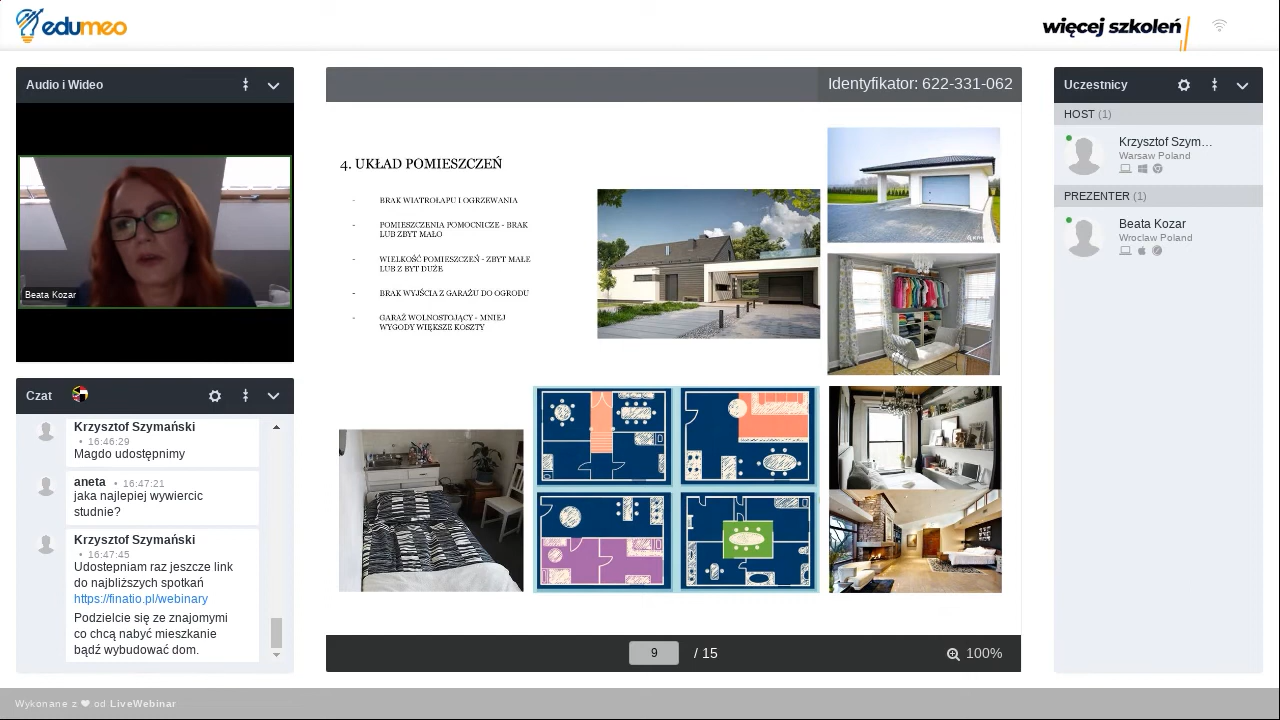 edumeo
więcej szkoleń
Audio i Wideo
Beata Kozar
Czat
Krzysztof Szymański
• 16:46:29
Magdo udostępnimy
aneta • 16:47:21
jaka najlepiej wywiercic
studnie?
Krzysztof Szymański
• 16:47:45
Udostepniam raz jeszcze link
do najbliższych spotkań
https://finatio.pl/webinary
Podzielcie się ze znajomymi
co chcą nabyć mieszkanie
bądź wybudować dom.
Identyfikator: 622-331-062
4. UKŁAD POMIESZCZEŃ
- BRAK WIATROŁAPU I OGRZEWANIA
- POMIESZCZENIA POMOCNICZE - BRAK
LUB ZBYT MAŁO
- WIELKOŚĆ POMIESZCZEŃ - ZBYT MAŁE
LUB Z BYT DUŻE
- BRAK WYJŚCIA Z GARAŻU DO OGRODU
- GARAŻ WOLNOSTOJĄCY - MNIEJ
WYGODY WIĘKSZE KOSZTY
9 / 15
100%
Uczestnicy
HOST (1)
Krzysztof Szym…
Warsaw Poland
PREZENTER (1)
Beata Kozar
Wroclaw Poland
Wykonane z ♥ od LiveWebinar